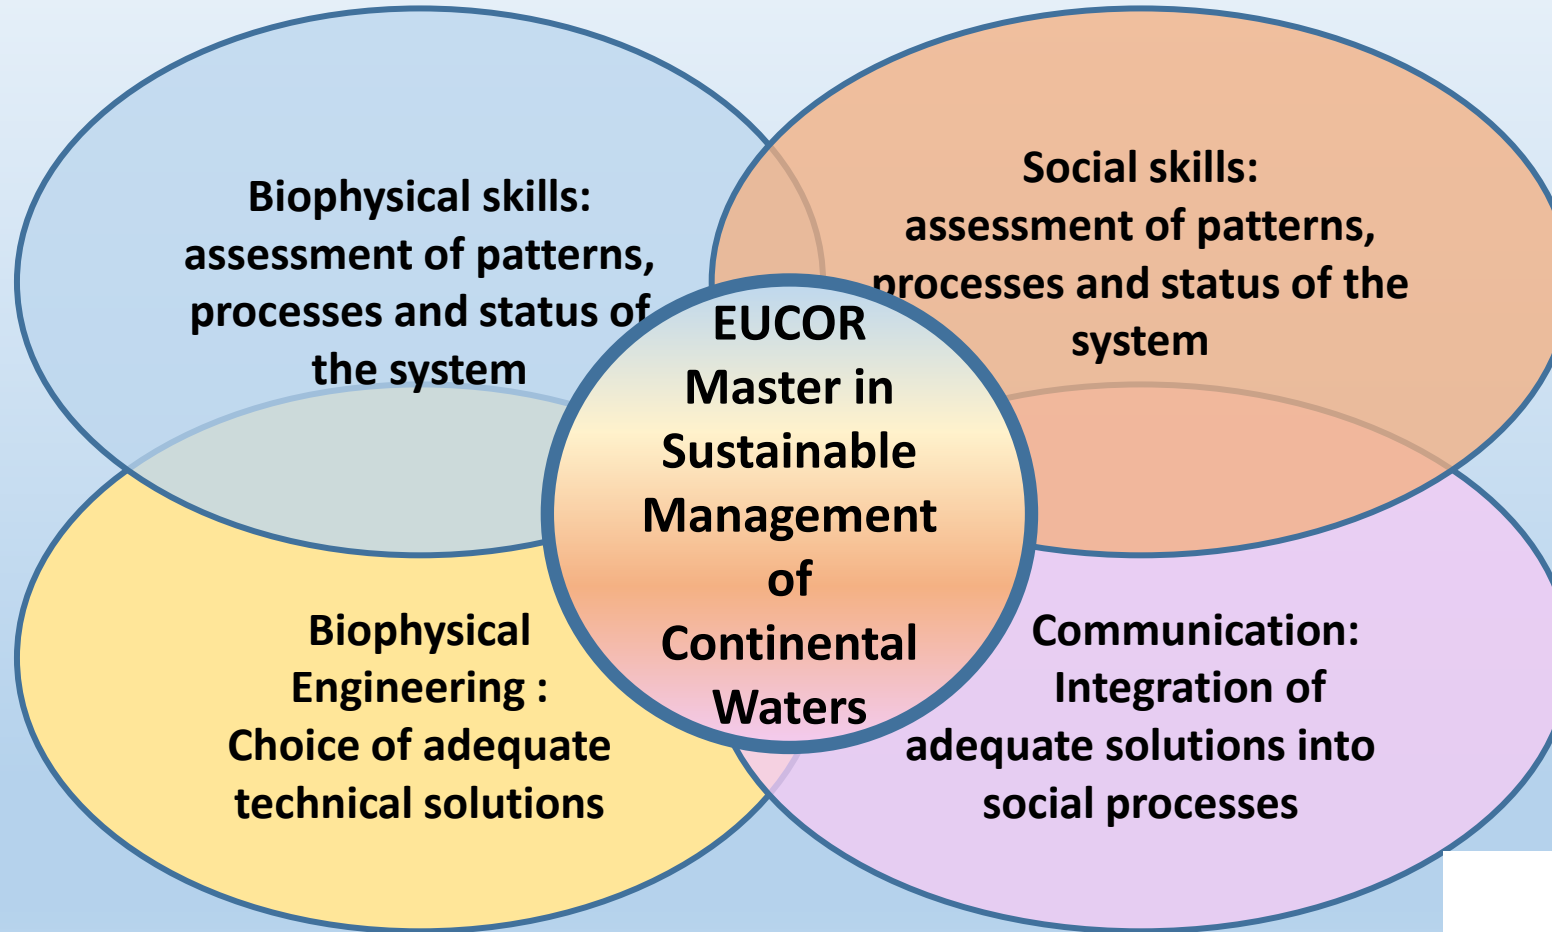 Biophysical skills:
assessment of patterns,
processes and status of
the system
Social skills:
assessment of patterns,
processes and status of the
system
EUCOR
Master in
Sustainable
Management
of
Continental
Waters
Biophysical
Engineering :
Choice of adequate
technical solutions
Communication:
Integration of
adequate solutions into
social processes